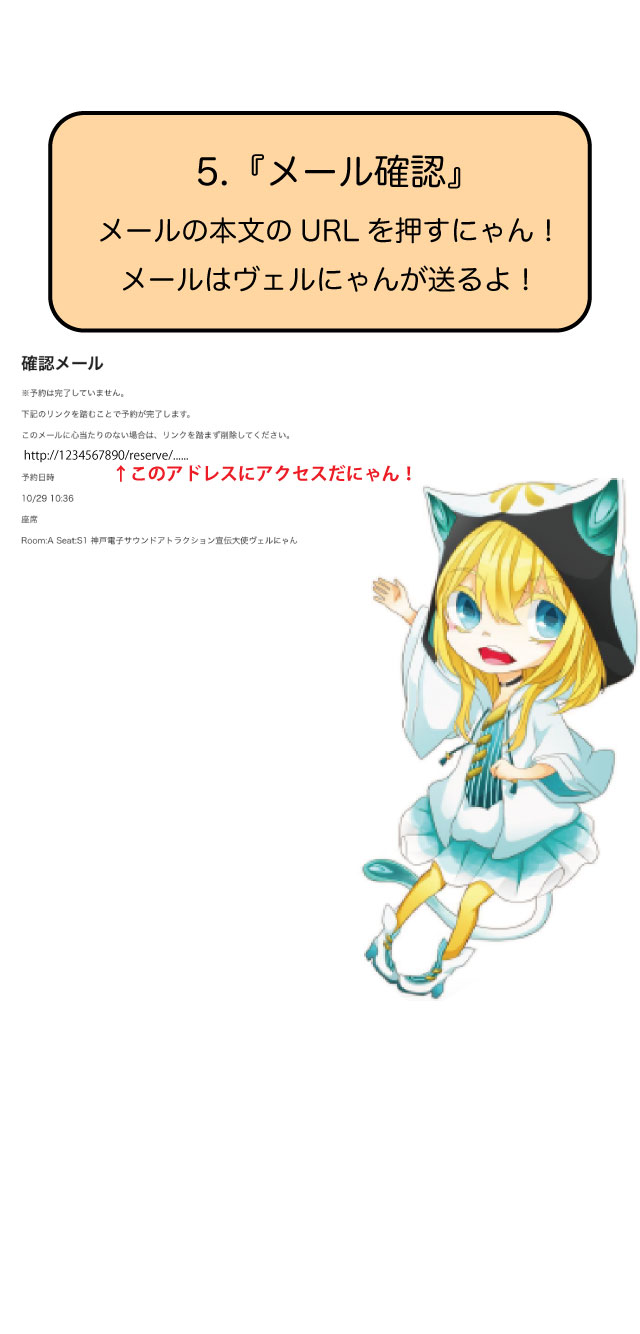 5.『メール確認』
メールの本文の URL を押すにゃん！
メールはヴェルにゃんが送るよ！
確認メール
※予約は完了していません。
下記のリンクを踏むことで予約が完了します。
このメールに心当たりのない場合は、リンクを踏まず削除してください。
http://1234567890/reserve/......
↑このアドレスにアクセスだにゃん！
予約日時
10/29 10:36
座席
Room:A Seat:S1 神戸電子サウンドアトラクション宣伝大使ヴェルにゃん